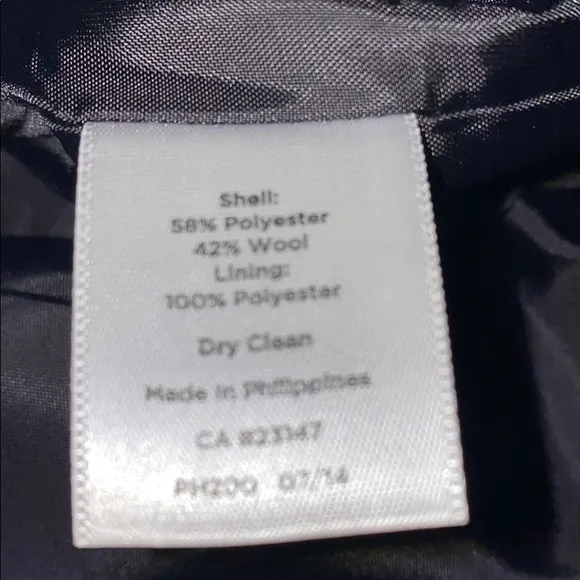 Shell:
58% Polyester
42% Wool
Lining:
100% Polyester
Dry Clean
Made in Philippines
CA #23147
PH200 07/14